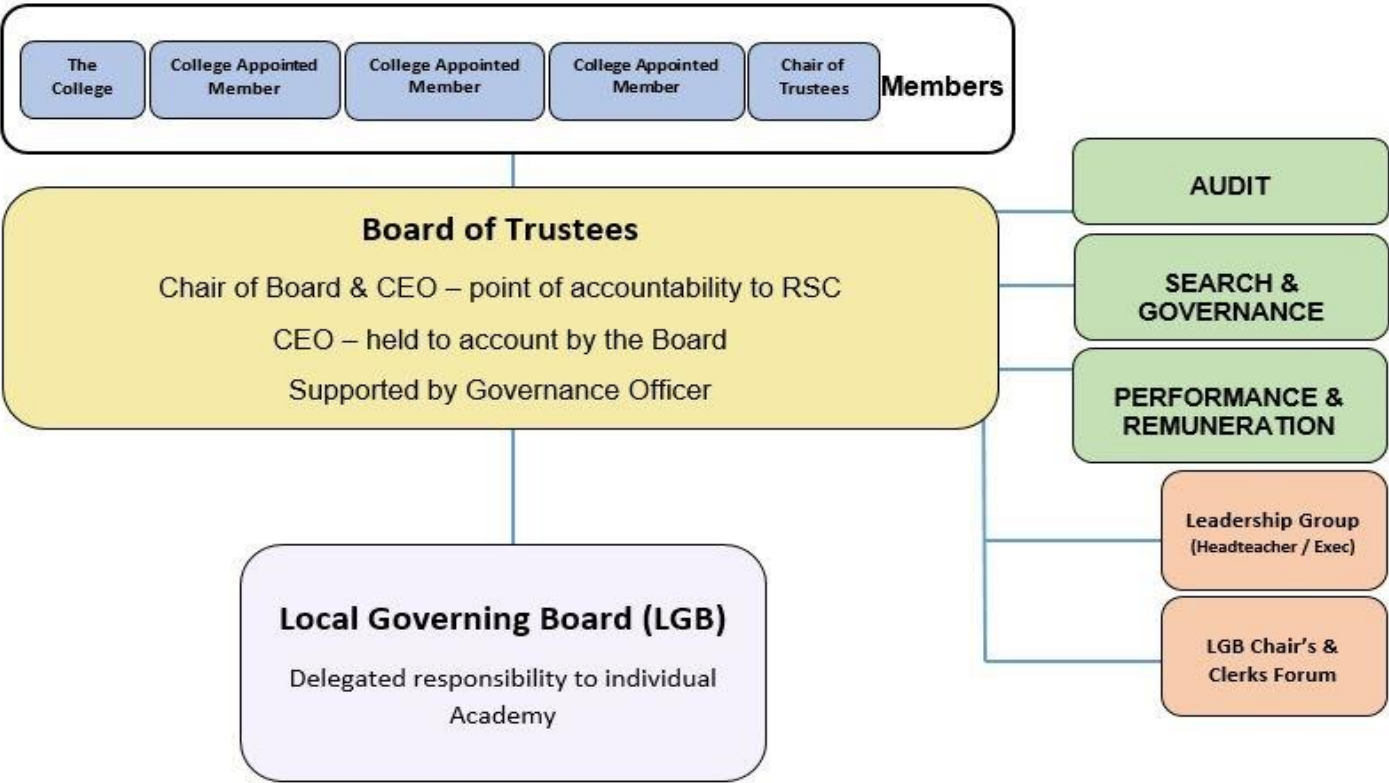 The
College
College Appointed
Member
College Appointed
Member
College Appointed
Member
Chair of
Trustees
Members
Board of Trustees
Chair of Board & CEO – point of accountability to RSC
CEO – held to account by the Board
Supported by Governance Officer
AUDIT
SEARCH &
GOVERNANCE
PERFORMANCE &
REMUNERATION
Leadership Group
(Headteacher / Exec)
LGB Chair’s &
Clerks Forum
Local Governing Board (LGB)
Delegated responsibility to individual
Academy